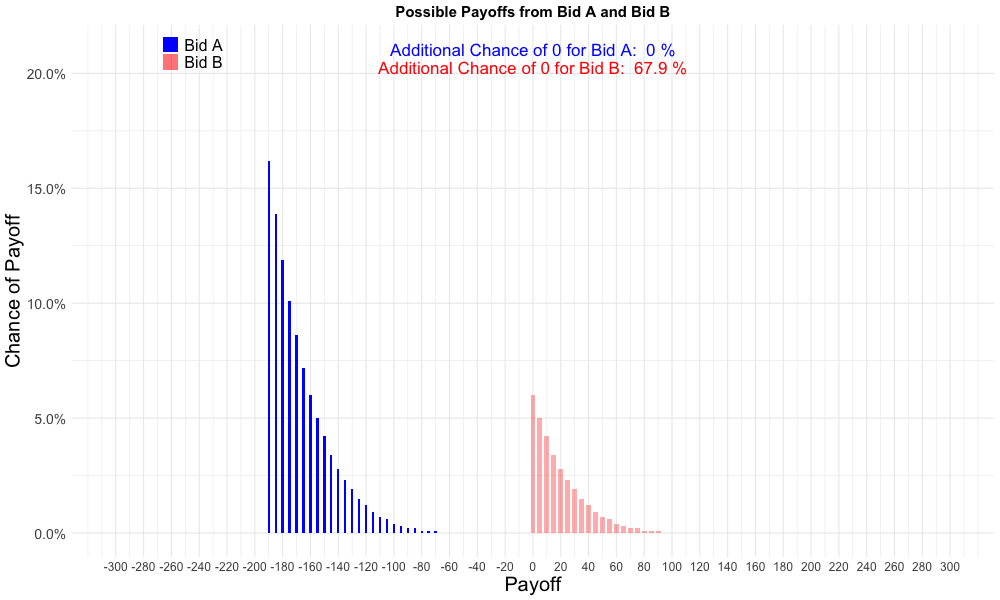 Possible Payoffs from Bid A and Bid B
Bid A
Bid B
Additional Chance of 0 for Bid A:  0 %
Additional Chance of 0 for Bid B:  67.9 %
Chance of Payoff
20.0%
15.0%
10.0%
5.0%
0.0%
-300 -280 -260 -240 -220 -200 -180 -160 -140 -120 -100 -80 -60 -40 -20 0 20 40 60 80 100 120 140 160 180 200 220 240 260 280 300
Payoff